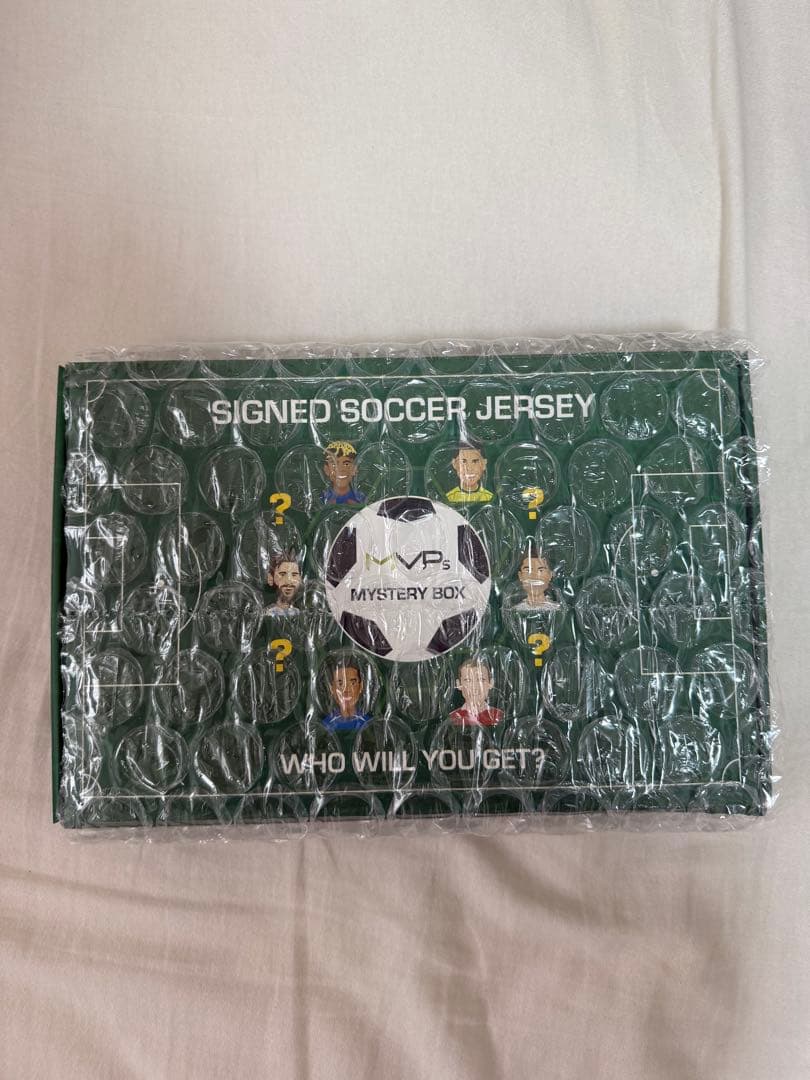 SIGNED SOCCER JERSEY
? ?
MVPs
MYSTERY BOX
? ?
WHO WILL YOU GET?